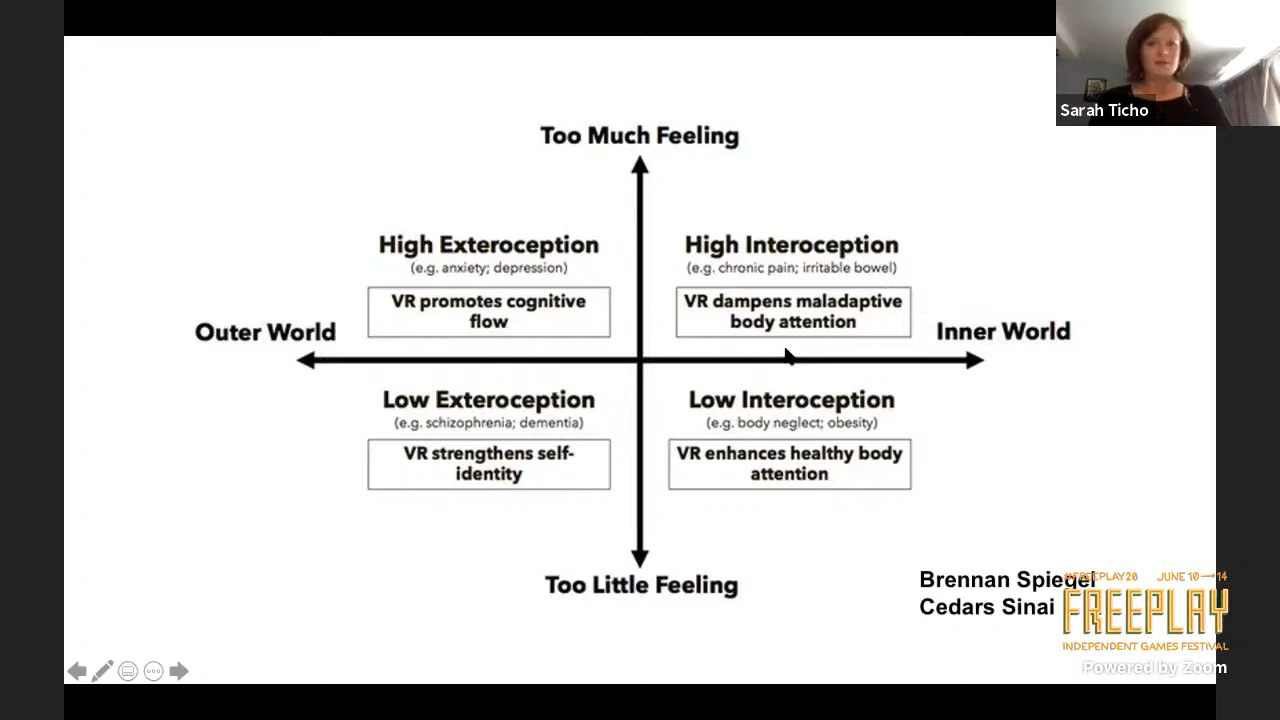 Sarah Ticho
Too Much Feeling
High Exteroception
(e.g. anxiety; depression)
VR promotes cognitive
flow
High Interoception
(e.g. chronic pain; irritable bowel)
VR dampens maladaptive
body attention
Outer World
Inner World
Low Exteroception
(e.g. schizophrenia; dementia)
VR strengthens self-
identity
Low Interoception
(e.g. body neglect; obesity)
VR enhances healthy body
attention
Too Little Feeling
Brennan Spiegel
Cedars Sinai
#FREEPLAY20 JUNE 10→14
FREEPLAY
INDEPENDENT GAMES FESTIVAL
Powered by Zoom